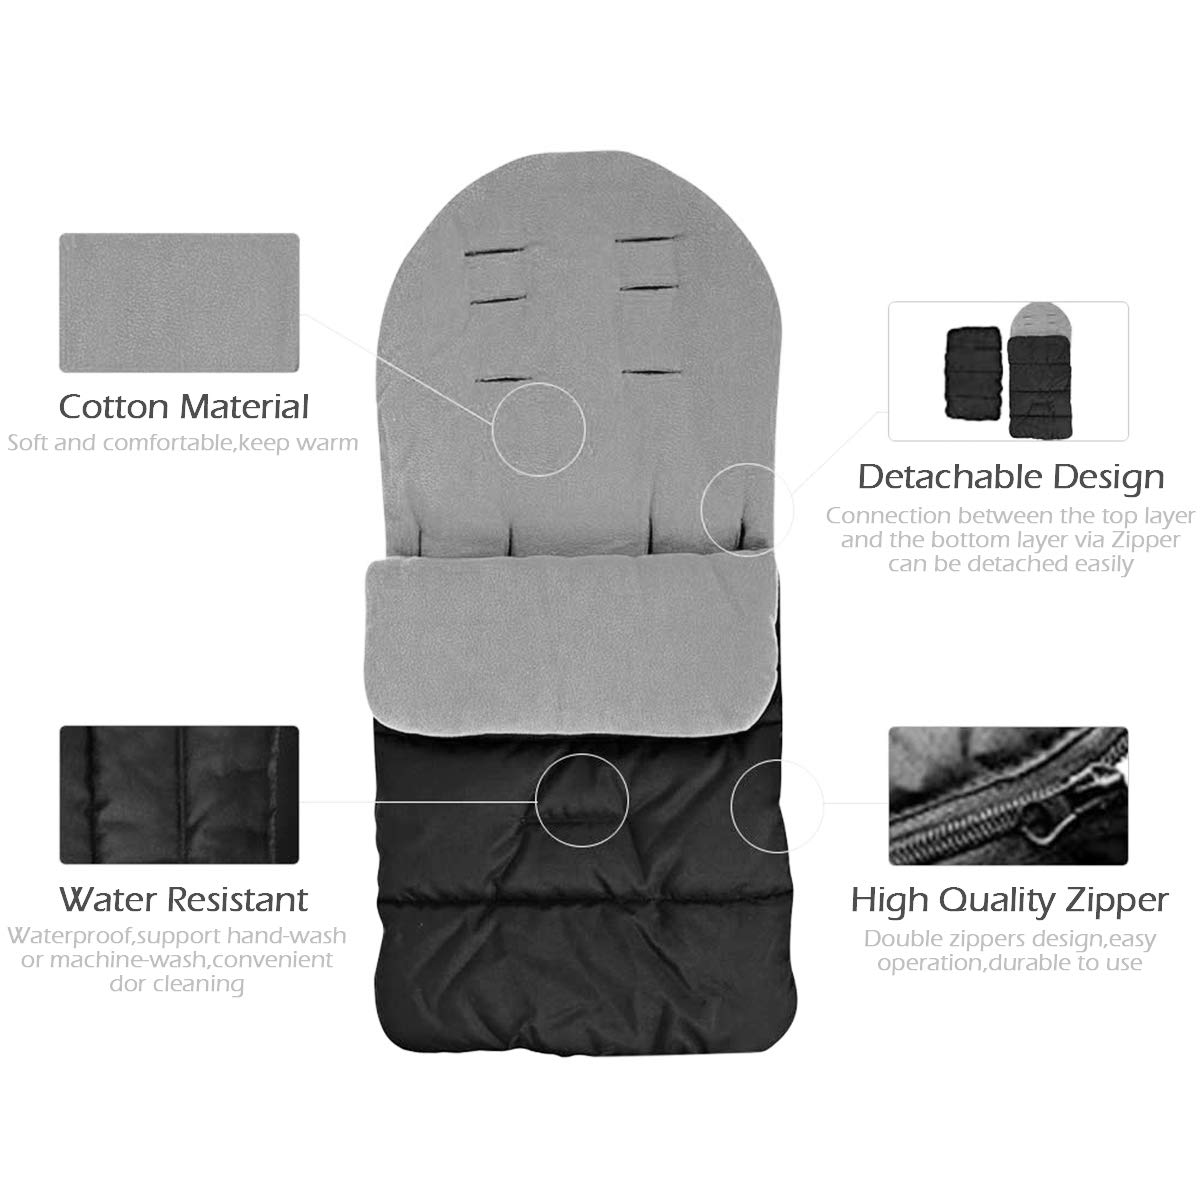 Cotton Material
Soft and comfortable,keep warm
Detachable Design
Connection between the top layer
and the bottom layer via Zipper
can be detached easily
Water Resistant
Waterproof,support hand-wash
or machine-wash,convenient
dor cleaning
High Quality Zipper
Double zippers design,easy
operation,durable to use